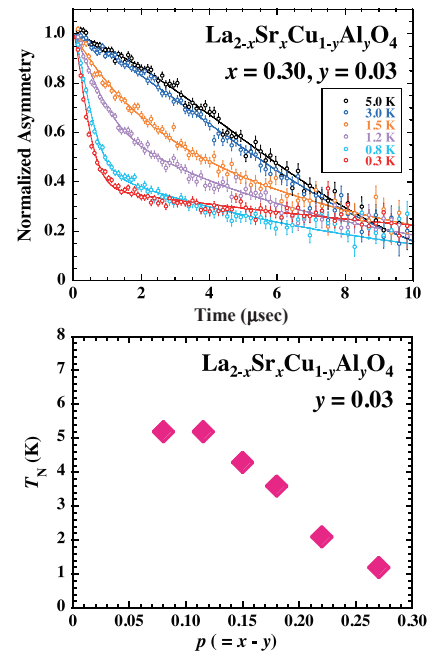 La2-xSrxCu1-yAlyO4
x = 0.30, y = 0.03
5.0 K
3.0 K
1.5 K
1.2 K
0.8 K
0.3 K
Normalized Asymmetry
1.0
0.8
0.6
0.4
0.2
0
0 2 4 6 8 10
Time (μsec)
La2-xSrxCu1-yAlyO4
y = 0.03
TN (K)
8
7
6
5
4
3
2
1
0
0 0.05 0.10 0.15 0.20 0.25 0.30
p ( = x - y)